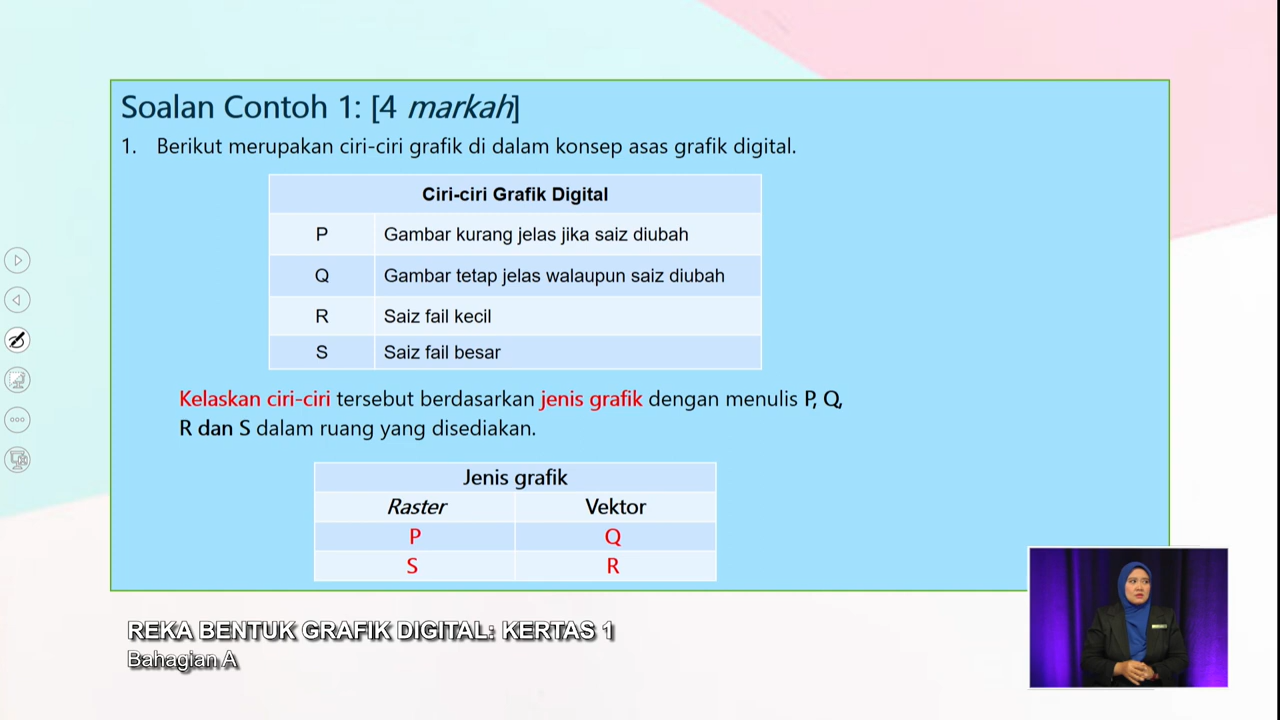 Soalan Contoh 1: [4 markah]
1. Berikut merupakan ciri-ciri grafik di dalam konsep asas grafik digital.
Ciri-ciri Grafik Digital
P Gambar kurang jelas jika saiz diubah
Q Gambar tetap jelas walaupun saiz diubah
R Saiz fail kecil
S Saiz fail besar
Kelaskan ciri-ciri tersebut berdasarkan jenis grafik dengan menulis P, Q,
R dan S dalam ruang yang disediakan.
Jenis grafik
Raster Vektor
P Q
S R
REKA BENTUK GRAFIK DIGITAL: KERTAS 1
Bahagian A